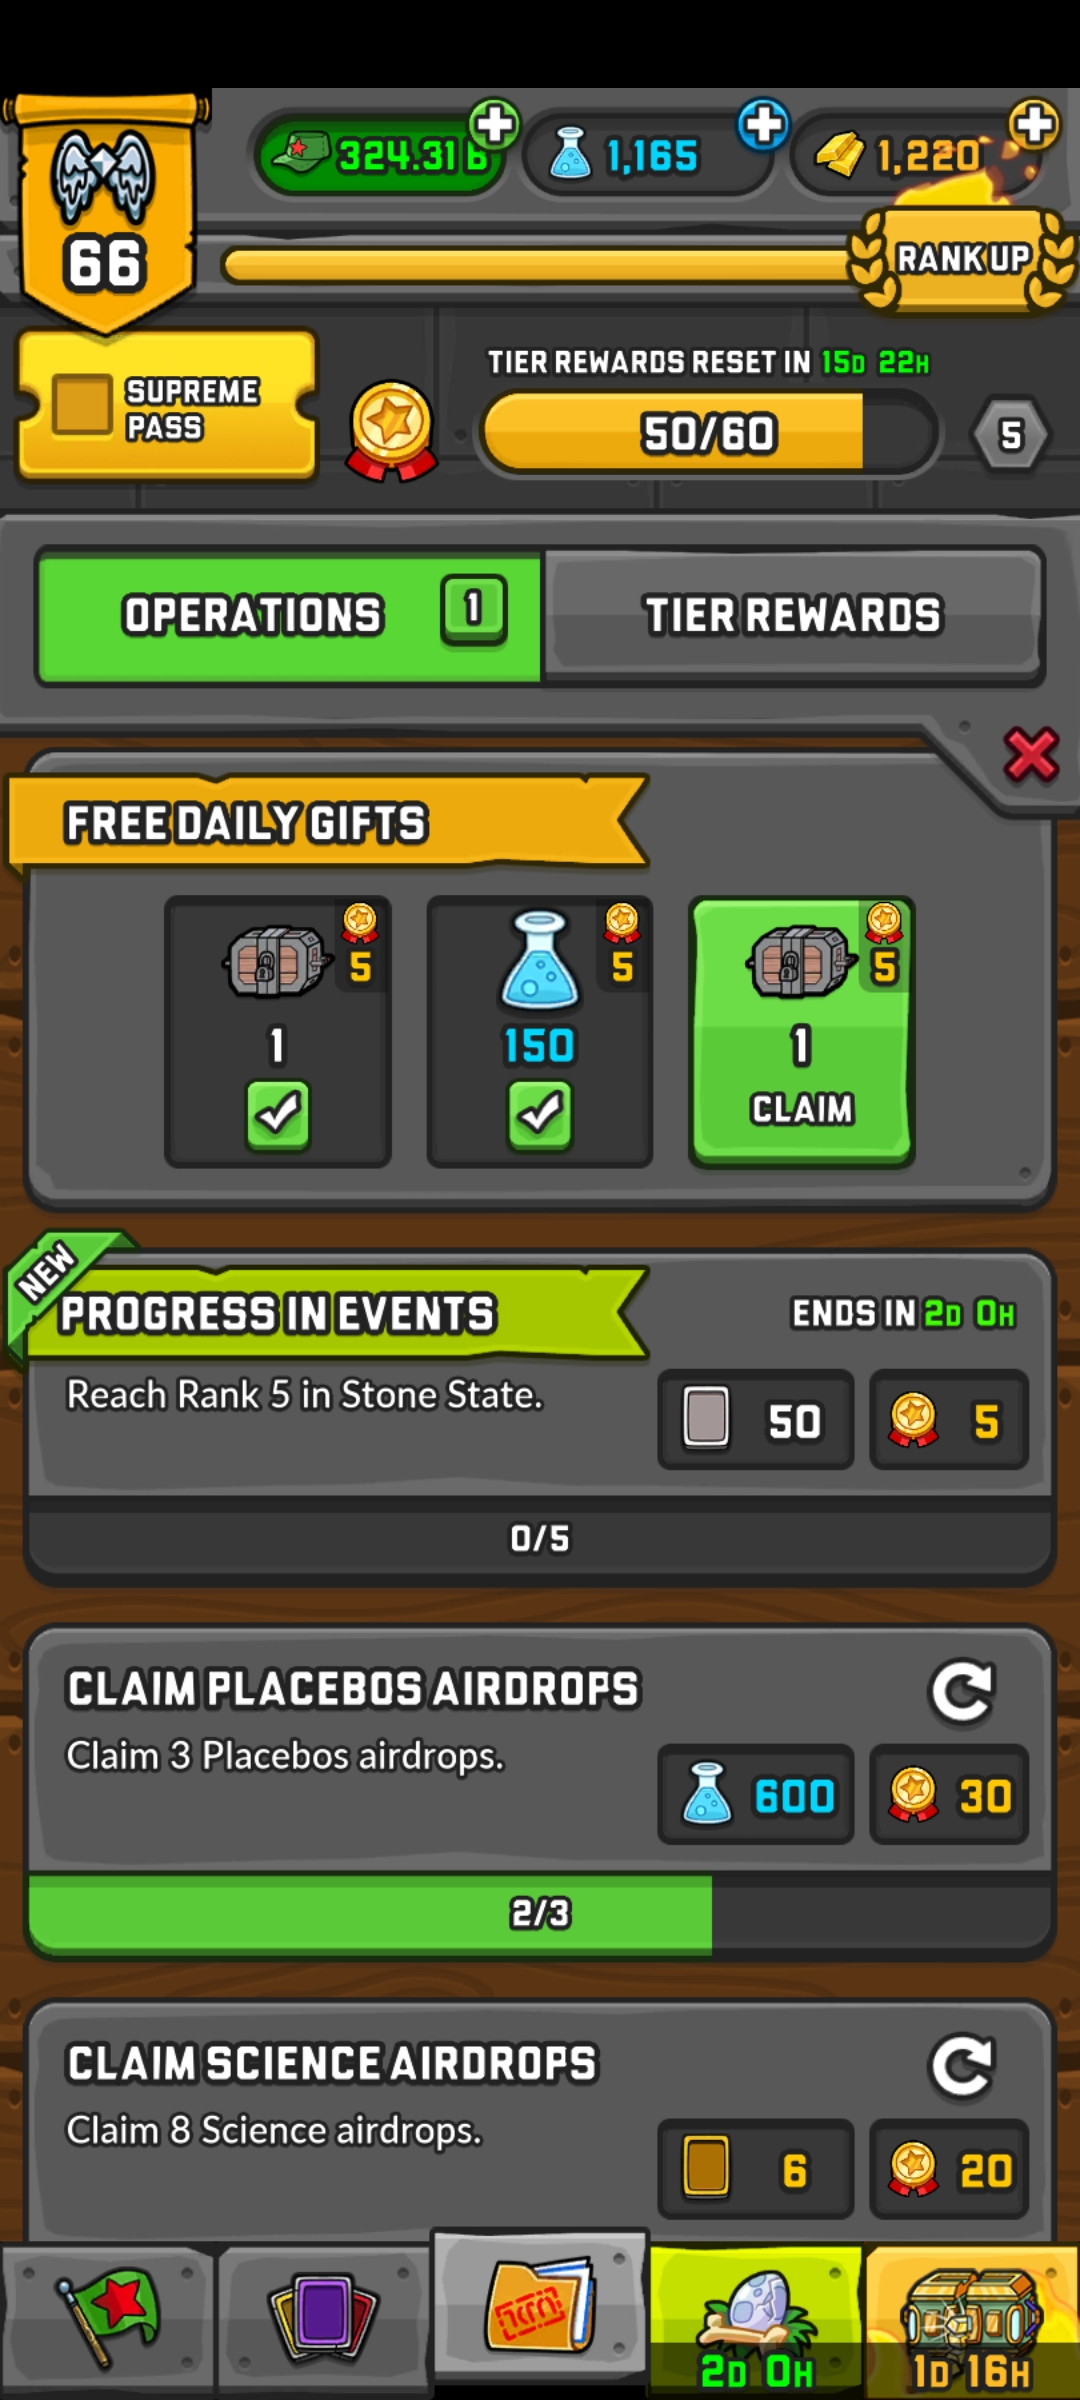 324.31 B
1,165
1,220
66
RANK UP
TIER REWARDS RESET IN 15D 22H
SUPREME
PASS
50/60
5
OPERATIONS 1
TIER REWARDS
FREE DAILY GIFTS
5
5
5
1
150
1
CLAIM
NEW
PROGRESS IN EVENTS
ENDS IN 2D 0H
Reach Rank 5 in Stone State.
50
5
0/5
CLAIM PLACEBOS AIRDROPS
Claim 3 Placebos airdrops.
600
30
2/3
CLAIM SCIENCE AIRDROPS
Claim 8 Science airdrops.
6
20
2D 0H
1D 16H